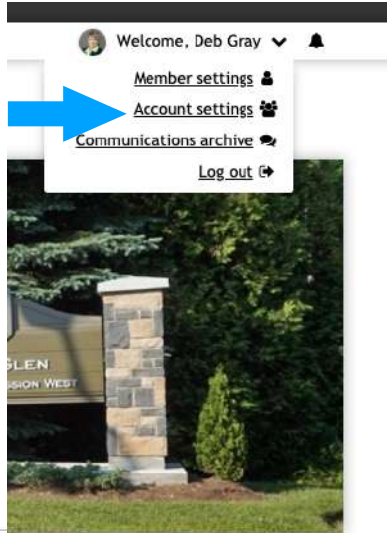 Welcome, Deb Gray
Member settings
Account settings
Communications archive
Log out
GLEN
SSION WEST